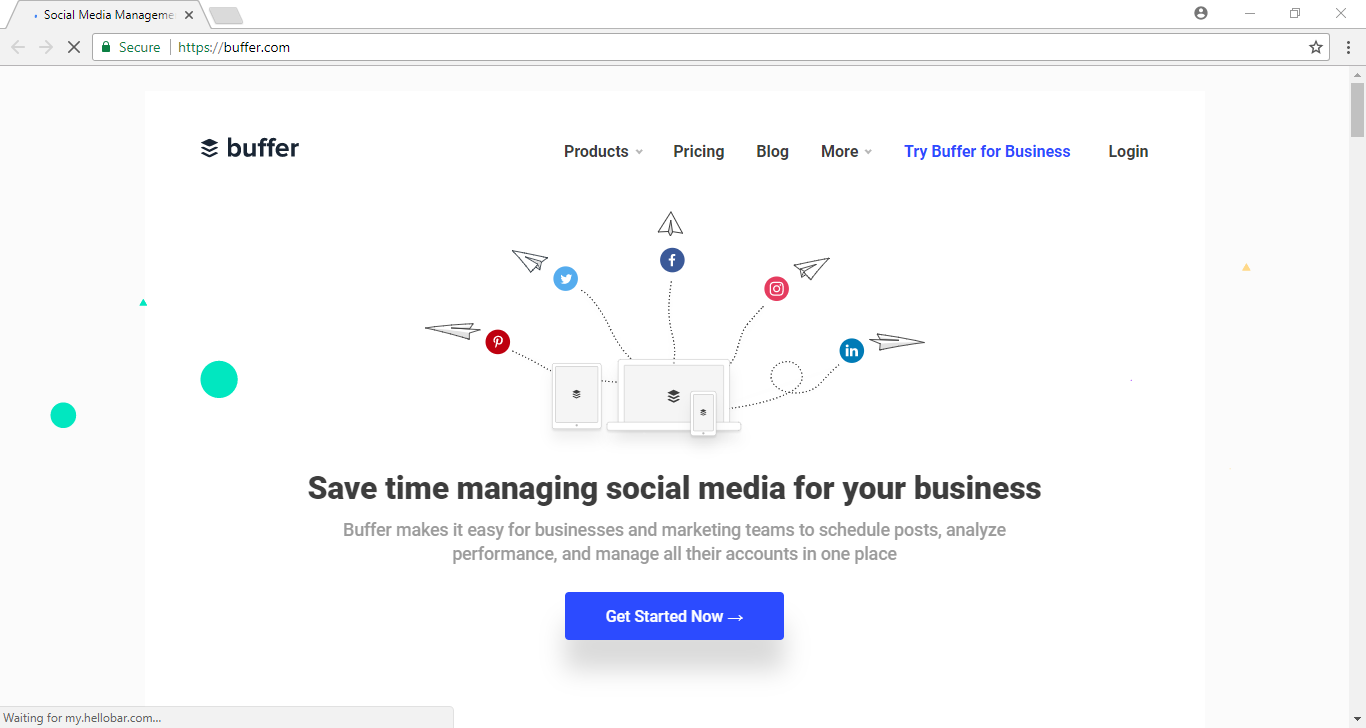 Social Media Manageme
Secure
https://buffer.com
buffer
Products
Pricing
Blog
More
Try Buffer for Business
Login
Save time managing social media for your business
Buffer makes it easy for businesses and marketing teams to schedule posts, analyze
performance, and manage all their accounts in one place
Get Started Now →
Waiting for my.hellobar.com...